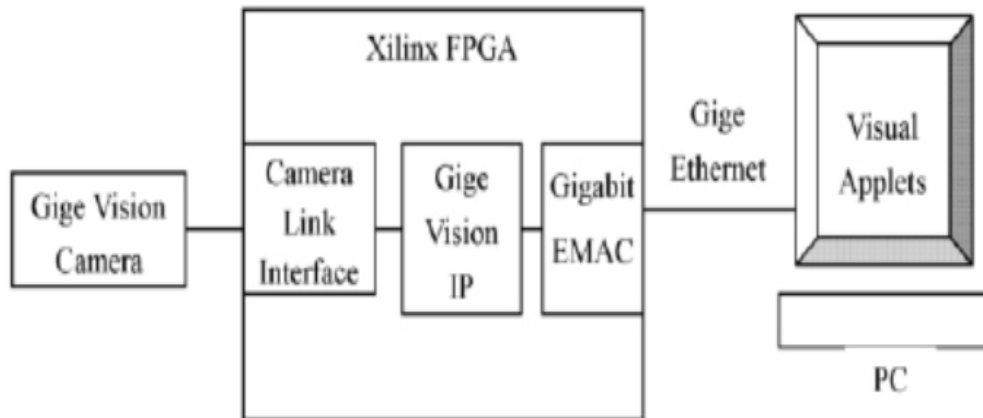 Xilinx FPGA
Gige Vision
Camera
Camera
Link
Interface
Gige
Vision
IP
Gigabit
EMAC
Gige
Ethernet
Visual
Applets
PC